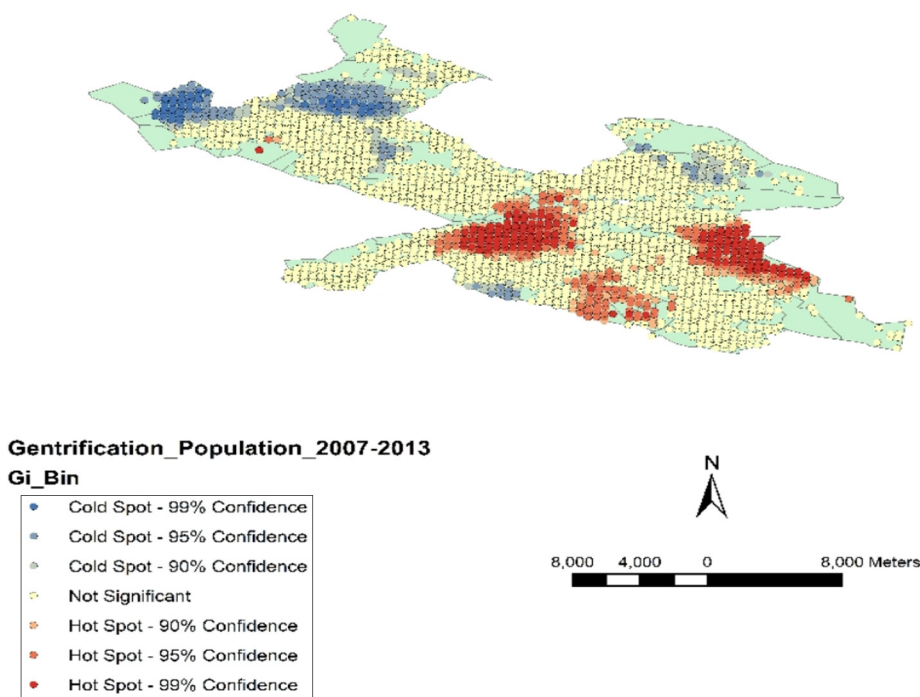 Gentrification_Population_2007-2013
Gi_Bin
Cold Spot - 99% Confidence
Cold Spot - 95% Confidence
Cold Spot - 90% Confidence
Not Significant
Hot Spot - 90% Confidence
Hot Spot - 95% Confidence
Hot Spot - 99% Confidence
N
8,000 4,000 0 8,000 Meters